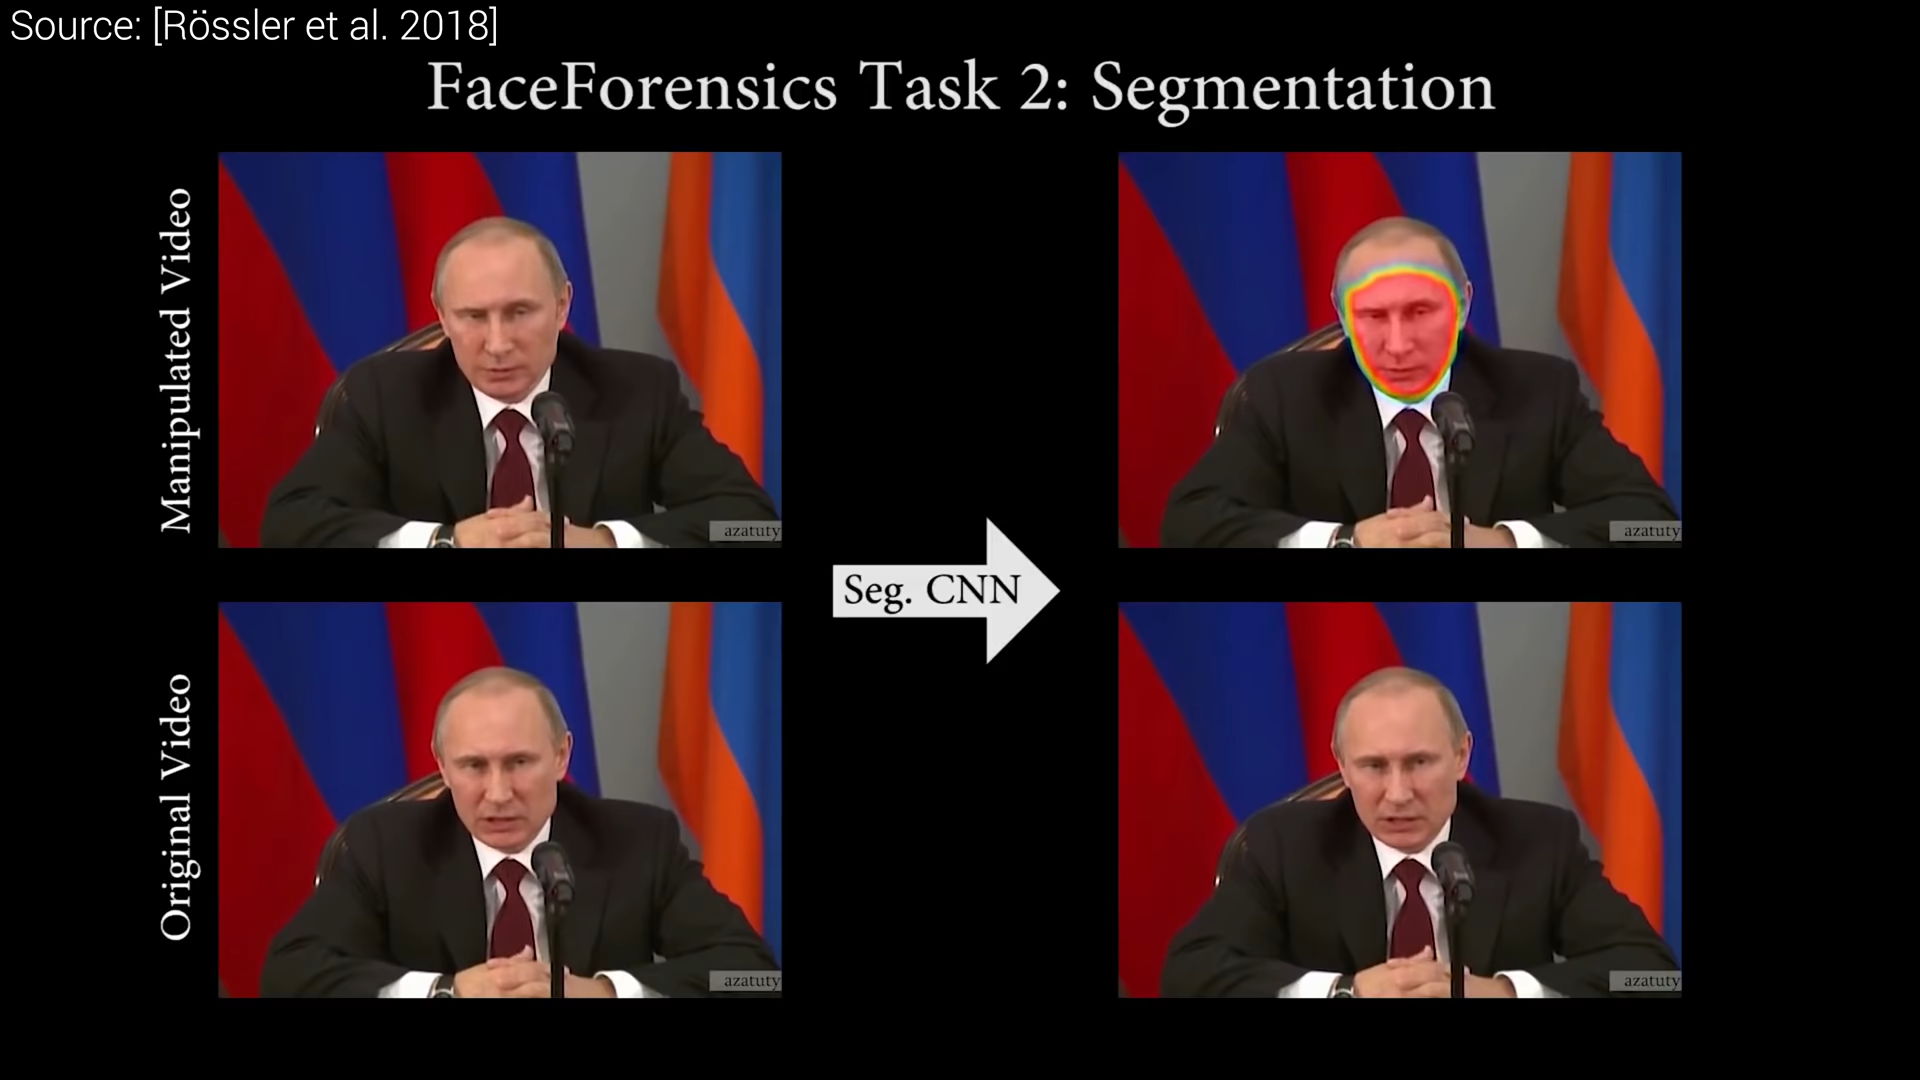 Source: [Rössler et al. 2018]
FaceForensics Task 2: Segmentation
Manipulated Video
azatuty
azatuty
Seg. CNN
Original Video
azatuty
azatuty